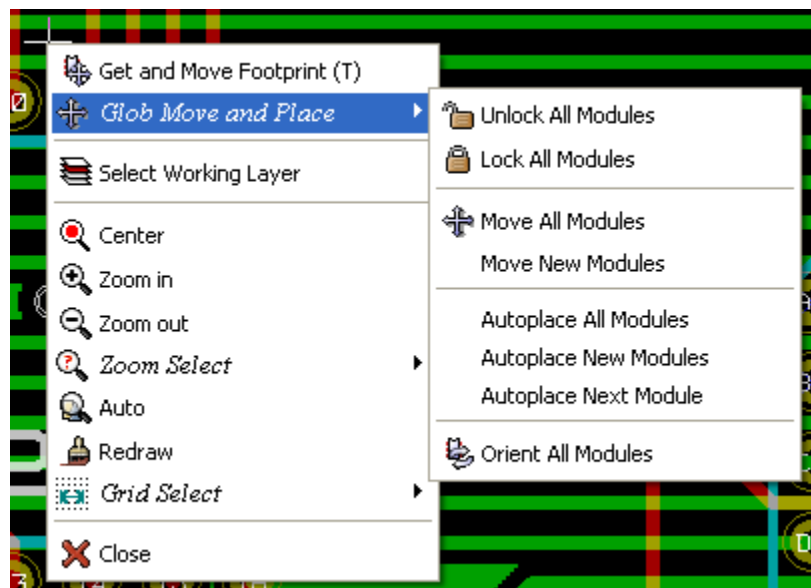 Get and Move Footprint (T)
Glob Move and Place
Select Working Layer
Center
Zoom in
Zoom out
Zoom Select
Auto
Redraw
Grid Select
Close
Unlock All Modules
Lock All Modules
Move All Modules
Move New Modules
Autoplace All Modules
Autoplace New Modules
Autoplace Next Module
Orient All Modules